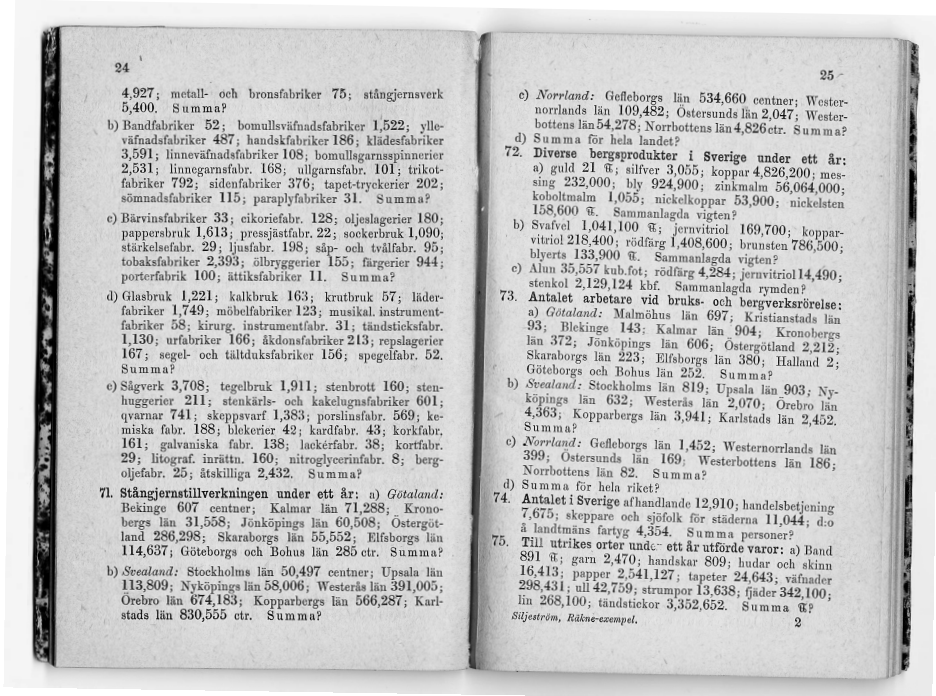 24
4,927; metall- och bronsfabriker 75; stångjernsverk
5,400. Summa?
b) Bandfabriker 52; bomullsväfnadsfabriker 1,522; ylle-
väfnadsfabriker 487; handskfabriker 186; klädesfabriker
3,591; linneväfnadsfabriker 108; bomullsgarnsspinnerier
2,531; linnegarnsfabr. 168; ullgarnsfabr. 101; trikot-
fabriker 792; sidenfabriker 376; tapet-tryckerier 202;
sömnadsfabriker 115; paraplyfabriker 31. Summa?
c) Bärvinsfabriker 33; cikoriefabr. 128; oljeslagerier 180;
pappersbruk 1,613; pressjästfabr. 22; sockerbruk 1,090;
stärkelsefabr. 29; ljusfabr. 198; såp- och tvålfabr. 95;
tobaksfabriker 2,393; ölbryggerier 155; färgerier 944;
porterfabrik 100; ättiksfabriker 11. Summa?
d) Glasbruk 1,221; kalkbruk 163; krutbruk 57; läder-
fabriker 1,749; möbelfabriker 123; musikal. instrument-
fabriker 58; kirurg. instrumentfabr. 31; tändsticksfabr.
1,130; urfabriker 166; åkdonsfabriker 213; repslagerier
167; segel- och tältduksfabriker 156; spegelfabr. 52.
Summa?
e) Sågverk 3,708; tegelbruk 1,911; stenbrott 160; sten-
huggerier 211; stenkärls- och kakelugnsfabriker 601;
qvarnar 741; skeppsvarf 1,383; porslinsfabr. 569; ke-
miska fabr. 188; blekerier 42; kardfabr. 43; korkfabr.
161; galvaniska fabr. 138; lackérfabr. 38; kortfabr.
29; litograf. inrättn. 160; nitroglycerinfabr. 8; berg-
oljefabr. 25; åtskilliga 2,432. Summa?
71. Stångjernstillverkningen under ett år: a) Götaland:
Bekinge 607 centner; Kalmar län 71,288; Krono-
bergs län 31,558; Jönköpings län 60,508; Östergöt-
land 286,298; Skaraborgs län 55,552; Elfsborgs län
114,637; Göteborgs och Bohus län 285 ctr. Summa?
b) Svealand: Stockholms län 50,497 centner; Upsala län
113,809; Nyköpings län 58,006; Westerås län 391,005;
Örebro län 674,183; Kopparbergs län 566,287; Karl-
stads län 830,555 ctr. Summa?
25
c) Norrland: Gefleborgs län 534,660 centner; Wester-
norrlands län 109,482; Östersunds län 2,047; Wester-
bottens län 54,278; Norrbottens län 4,826 ctr. Summa?
d) Summa för hela landet?
72. Diverse bergsprodukter i Sverige under ett år:
a) guld 21 ℔; silfver 3,055; koppar 4,826,200; mes-
sing 232,000; bly 924,900; zinkmalm 56,064,000;
koboltmalm 1,055; nickelkoppar 53,900; nickelsten
158,600 ℔. Sammanlagda vigten?
b) Svafvel 1,041,100 ℔; jernvitriol 169,700; koppar-
vitriol 218,400; rödfärg 1,408,600; brunsten 786,500;
blyerts 133,900 ℔. Sammanlagda vigten?
c) Alun 35,557 kub.fot; rödfärg 4,284; jernvitriol 14,490;
stenkol 2,129,124 kbf. Sammanlagda rymden?
73. Antalet arbetare vid bruks- och bergverksrörelse:
a) Götaland: Malmöhus län 697; Kristianstads län
93; Blekinge 143; Kalmar län 904; Kronobergs
län 372; Jönköpings län 606; Östergötland 2,212;
Skaraborgs län 223; Elfsborgs län 380; Halland 2;
Göteborgs och Bohus län 252. Summa?
b) Svealand: Stockholms län 819; Upsala län 903; Ny-
köpings län 632; Westerås län 2,070; Örebro län
4,363; Kopparbergs län 3,941; Karlstads län 2,452.
Summa?
c) Norrland: Gefleborgs län 1,452; Westernorrlands län
399; Östersunds län 169; Westerbottens län 186;
Norrbottens län 82. Summa?
d) Summa för hela riket?
74. Antalet i Sverige afhandlande 12,910; handelsbetjening
7,675; skeppare och sjöfolk för städerna 11,044; d:o
å landtmäns fartyg 4,354. Summa personer?
75. Till utrikes orter under ett år utförde varor: a) Band
891 ℔; garn 2,470; handskar 809; hudar och skinn
16,413; papper 2,541,127; tapeter 24,643; väfnader
298,431; ull 42,759; strumpor 13,638; fjäder 342,100;
lin 268,100; tändstickor 3,352,652. Summa ℔?
Siljeström, Räkne-exempel. 2